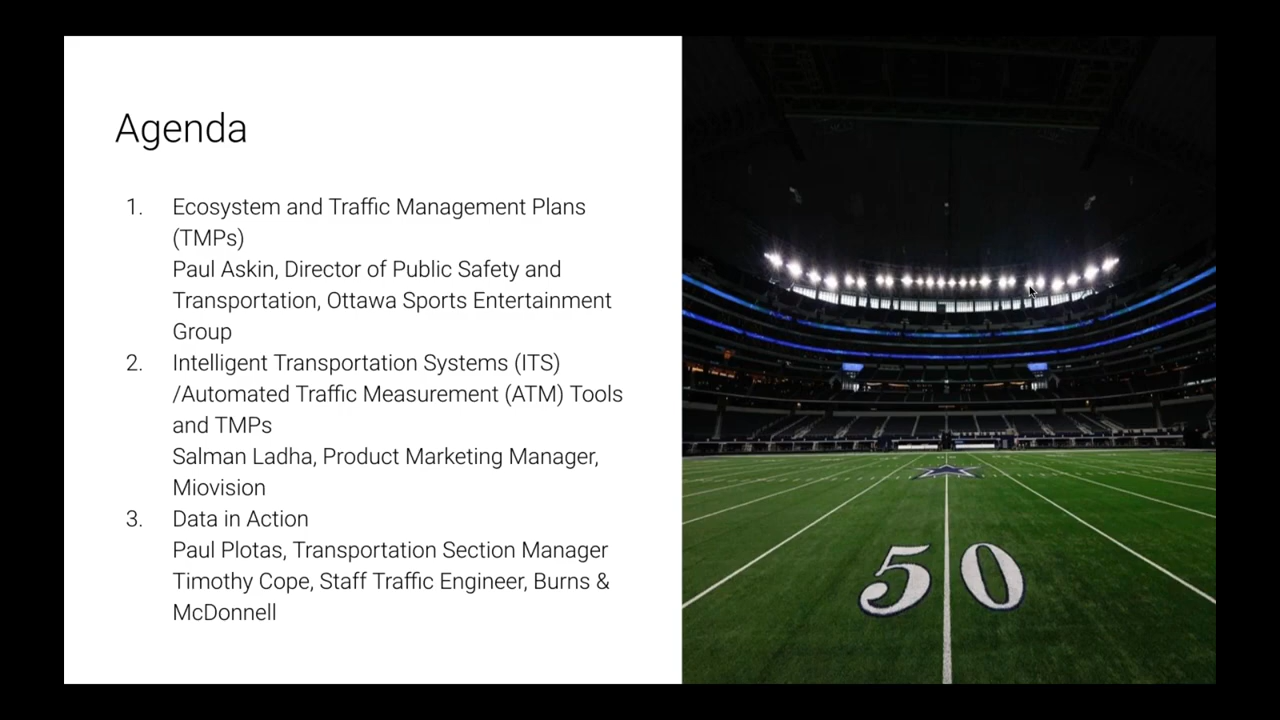 Agenda
1. Ecosystem and Traffic Management Plans
(TMPs)
Paul Askin, Director of Public Safety and
Transportation, Ottawa Sports Entertainment
Group
2. Intelligent Transportation Systems (ITS)
/Automated Traffic Measurement (ATM) Tools
and TMPs
Salman Ladha, Product Marketing Manager,
Miovision
3. Data in Action
Paul Plotas, Transportation Section Manager
Timothy Cope, Staff Traffic Engineer, Burns &
McDonnell
50